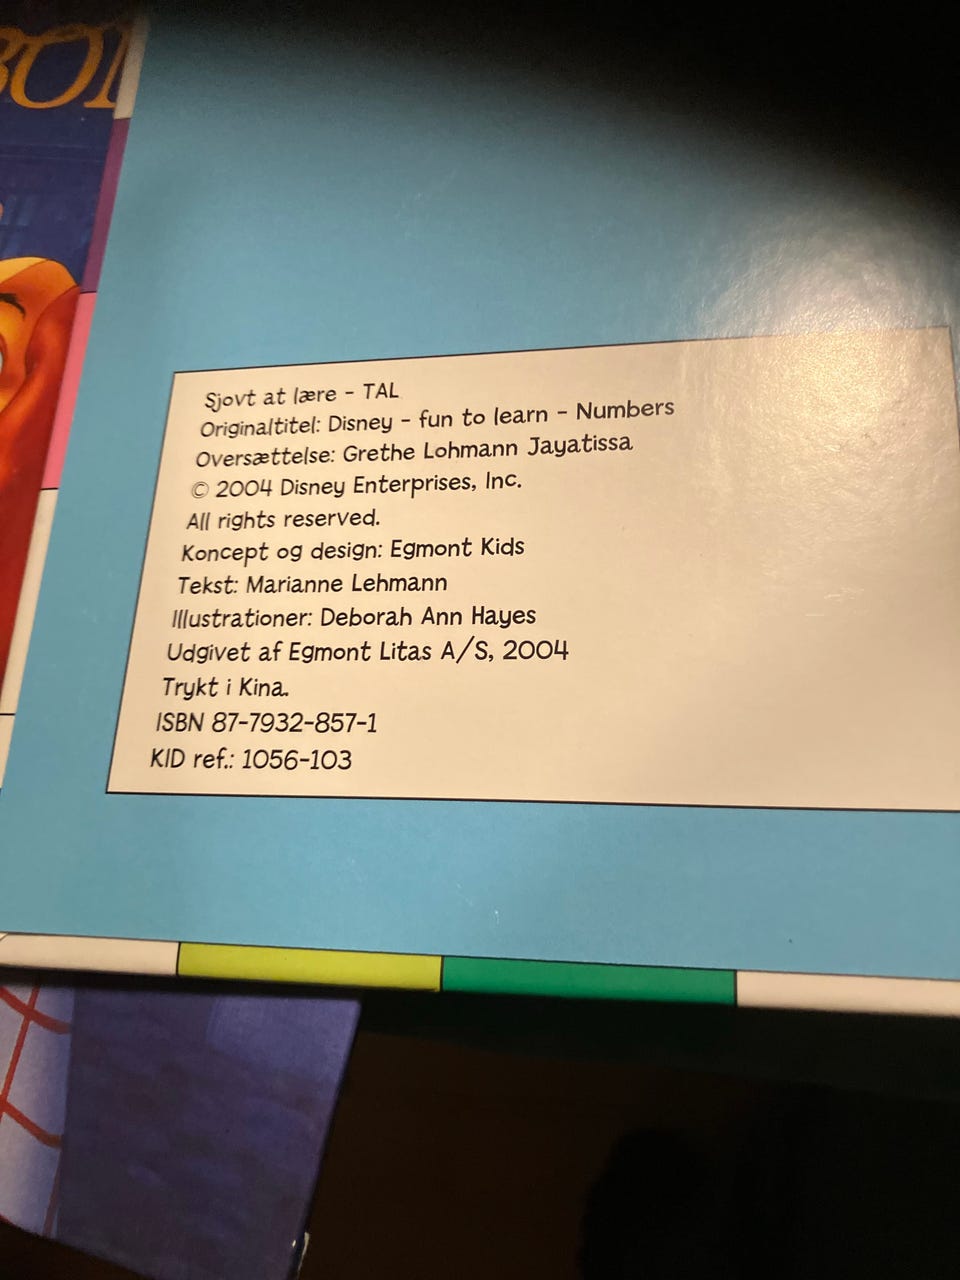 Sjovt at lære - TAL
Originaltitel: Disney - fun to learn - Numbers
Oversættelse: Grethe Lohmann Jayatissa
© 2004 Disney Enterprises, Inc.
All rights reserved.
Koncept og design: Egmont Kids
Tekst: Marianne Lehmann
Illustrationer: Deborah Ann Hayes
Udgivet af Egmont Litas A/S, 2004
Trykt i Kina.
ISBN 87-7932-857-1
KID ref.: 1056-103